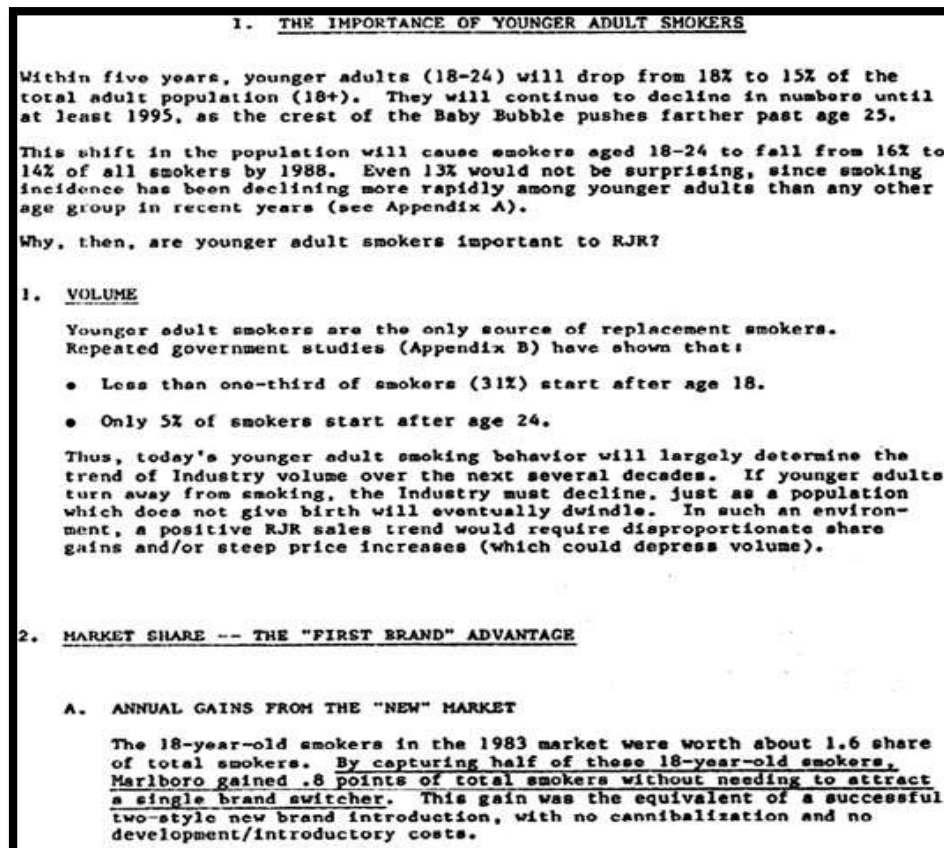 I. THE IMPORTANCE OF YOUNGER ADULT SMOKERS
Within five years, younger adults (18-24) will drop from 18% to 15% of the
total adult population (18+). They will continue to decline in numbers until
at least 1995, as the crest of the Baby Bubble pushes farther past age 25.
This shift in the population will cause smokers aged 18-24 to fall from 16% to
14% of all smokers by 1988. Even 13% would not be surprising, since smoking
incidence has been declining more rapidly among younger adults than any other
age group in recent years (see Appendix A).
Why, then, are younger adult smokers important to RJR?
1. VOLUME
Younger adult smokers are the only source of replacement smokers.
Repeated government studies (Appendix B) have shown that:
• Less than one-third of smokers (31%) start after age 18.
• Only 5% of smokers start after age 24.
Thus, today's younger adult smoking behavior will largely determine the
trend of Industry volume over the next several decades. If younger adults
turn away from smoking, the Industry must decline, just as a population
which does not give birth will eventually dwindle. In such an environ-
ment, a positive RJR sales trend would require disproportionate share
gains and/or steep price increases (which could depress volume).
2. MARKET SHARE -- THE "FIRST BRAND" ADVANTAGE
A. ANNUAL GAINS FROM THE "NEW" MARKET
The 18-year-old smokers in the 1983 market were worth about 1.6 share
of total smokers. By capturing half of these 18-year-old smokers,
Marlboro gained .8 points of total smokers without needing to attract
a single brand switcher. This gain was the equivalent of a successful
two-style new brand introduction, with no cannibalization and no
development/introductory costs.